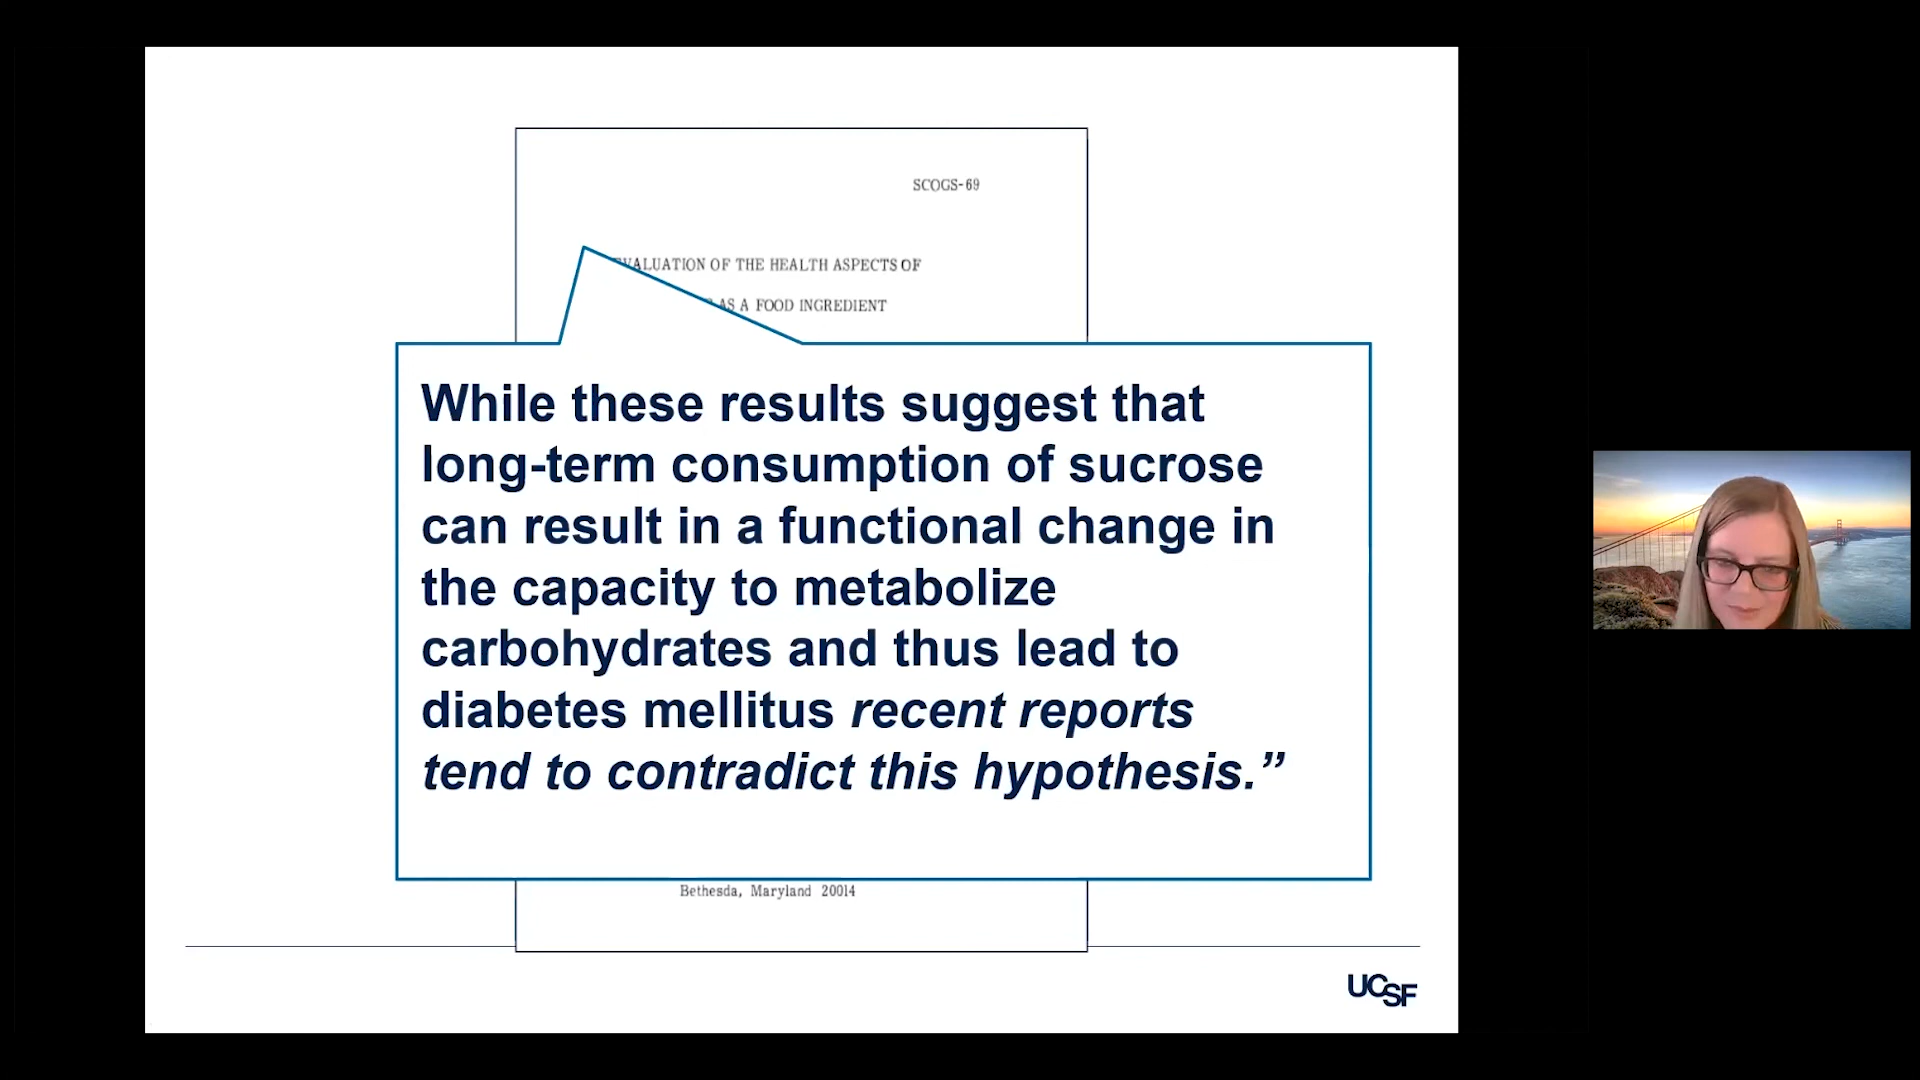 SCOGS-69
EVALUATION OF THE HEALTH ASPECTS OF
AS A FOOD INGREDIENT
While these results suggest that
long-term consumption of sucrose
can result in a functional change in
the capacity to metabolize
carbohydrates and thus lead to
diabetes mellitus recent reports
tend to contradict this hypothesis.”
Bethesda, Maryland 20014
UCSF